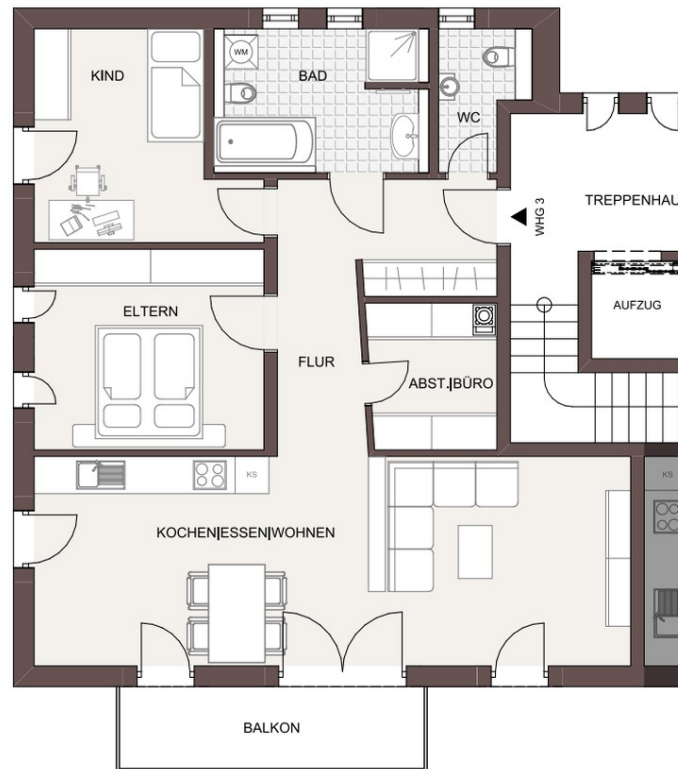 KIND
WM
BAD
WC
WHG 3
TREPPENHAU
AUFZUG
ELTERN
FLUR
ABST.|BÜRO
KS
KS
KOCHEN|ESSEN|WOHNEN
BALKON